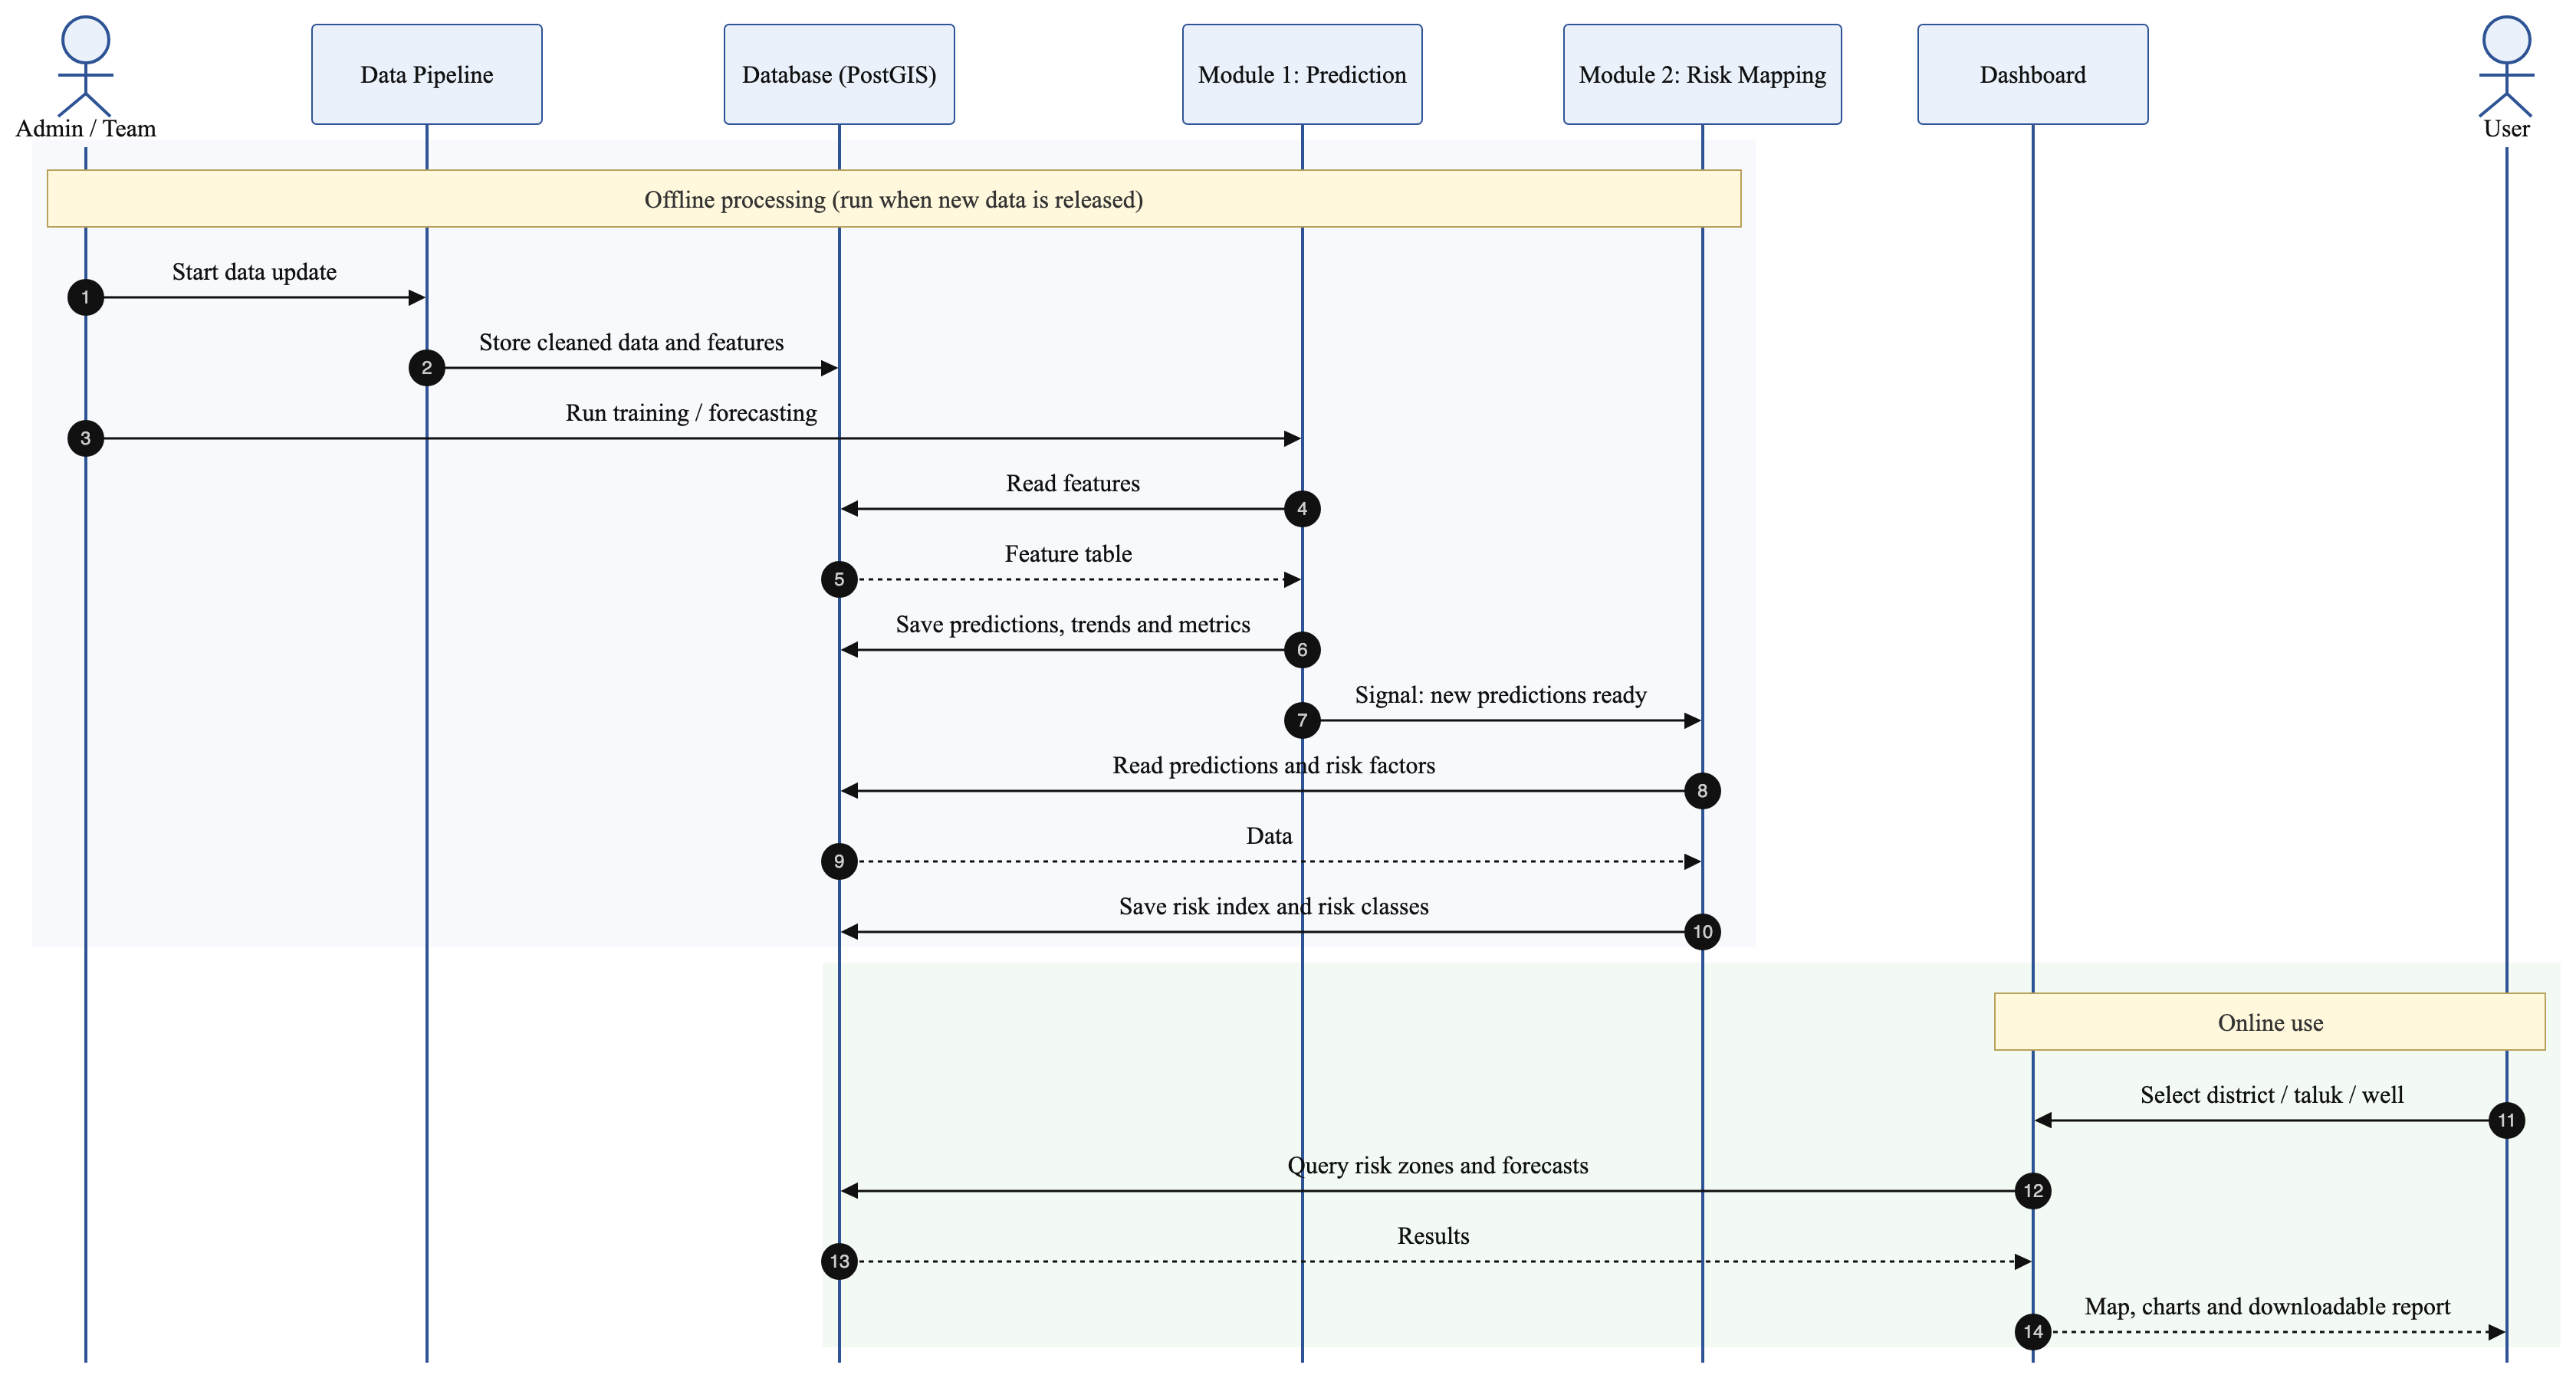 Admin / Team
Data Pipeline
Database (PostGIS)
Module 1: Prediction
Module 2: Risk Mapping
Dashboard
User
Offline processing (run when new data is released)
Start data update
1
Store cleaned data and features
2
Run training / forecasting
3
Read features
4
Feature table
5
Save predictions, trends and metrics
6
Signal: new predictions ready
7
Read predictions and risk factors
8
Data
9
Save risk index and risk classes
10
Online use
Select district / taluk / well
11
Query risk zones and forecasts
12
Results
13
Map, charts and downloadable report
14